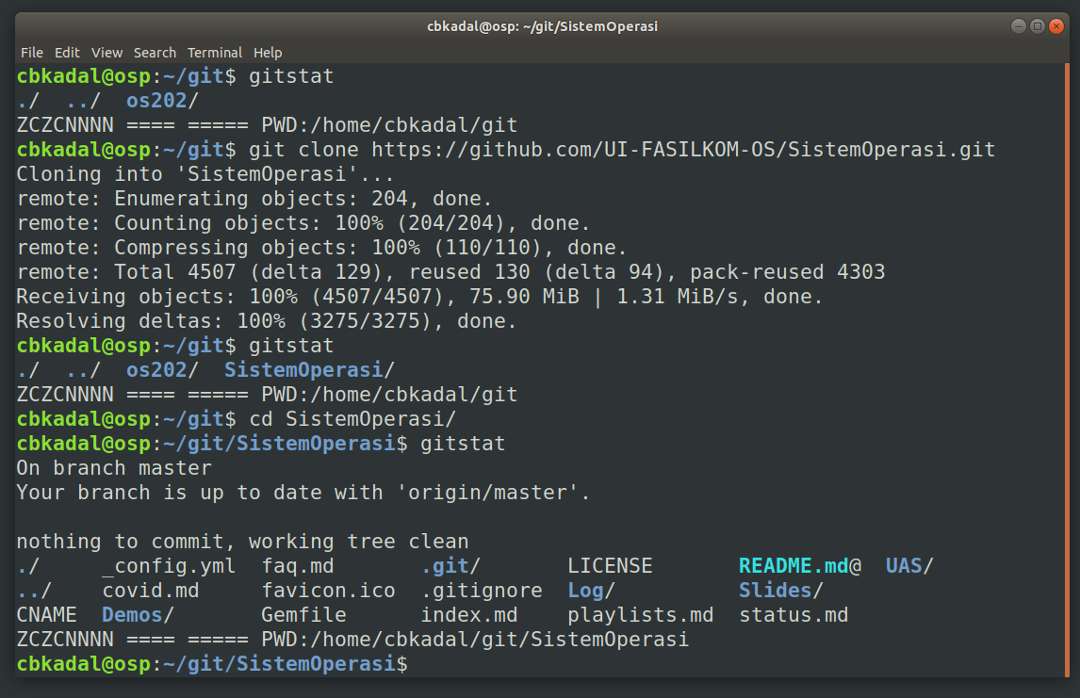 cbkadal@osp: ~/git/SistemOperasi
File Edit View Search Terminal Help
cbkadal@osp:~/git$ gitstat
./  ../  os202/
ZCZCNNNN ==== ===== PWD:/home/cbkadal/git
cbkadal@osp:~/git$ git clone https://github.com/UI-FASILKOM-OS/SistemOperasi.git
Cloning into 'SistemOperasi'...
remote: Enumerating objects: 204, done.
remote: Counting objects: 100% (204/204), done.
remote: Compressing objects: 100% (110/110), done.
remote: Total 4507 (delta 129), reused 130 (delta 94), pack-reused 4303
Receiving objects: 100% (4507/4507), 75.90 MiB | 1.31 MiB/s, done.
Resolving deltas: 100% (3275/3275), done.
cbkadal@osp:~/git$ gitstat
./  ../  os202/  SistemOperasi/
ZCZCNNNN ==== ===== PWD:/home/cbkadal/git
cbkadal@osp:~/git$ cd SistemOperasi/
cbkadal@osp:~/git/SistemOperasi$ gitstat
On branch master
Your branch is up to date with 'origin/master'.
nothing to commit, working tree clean
./     _config.yml  faq.md       .git/       LICENSE       README.md@  UAS/
../    covid.md     favicon.ico  .gitignore  Log/          Slides/
CNAME  Demos/       Gemfile      index.md    playlists.md  status.md
ZCZCNNNN ==== ===== PWD:/home/cbkadal/git/SistemOperasi
cbkadal@osp:~/git/SistemOperasi$